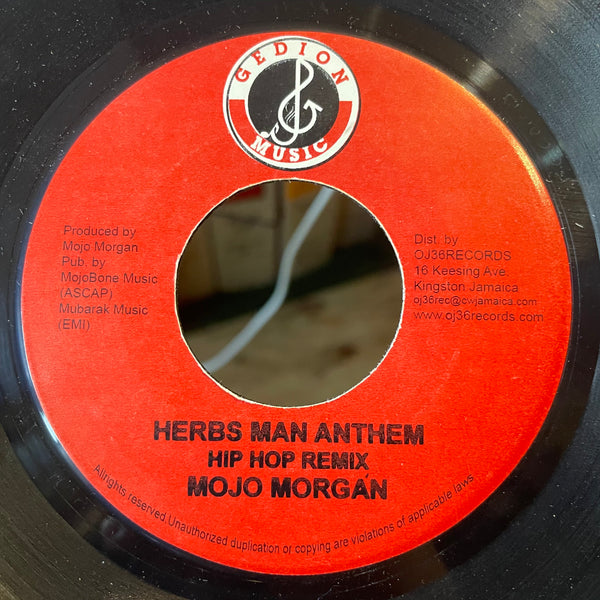 GEDION
MUSIC
Produced by
Mojo Morgan
Pub. by
MojoBone Music
(ASCAP)
Mubarak Music
(EMI)
Dist. by
OJ36RECORDS
16 Keesing Ave.
Kingston Jamaica
oj36rec@cwjamaica.com
www.oj36records.com
HERBS MAN ANTHEM
HIP HOP REMIX
MOJO MORGAN
Allrights reserved.Unauthorized duplication or copying are violations of applicable laws.